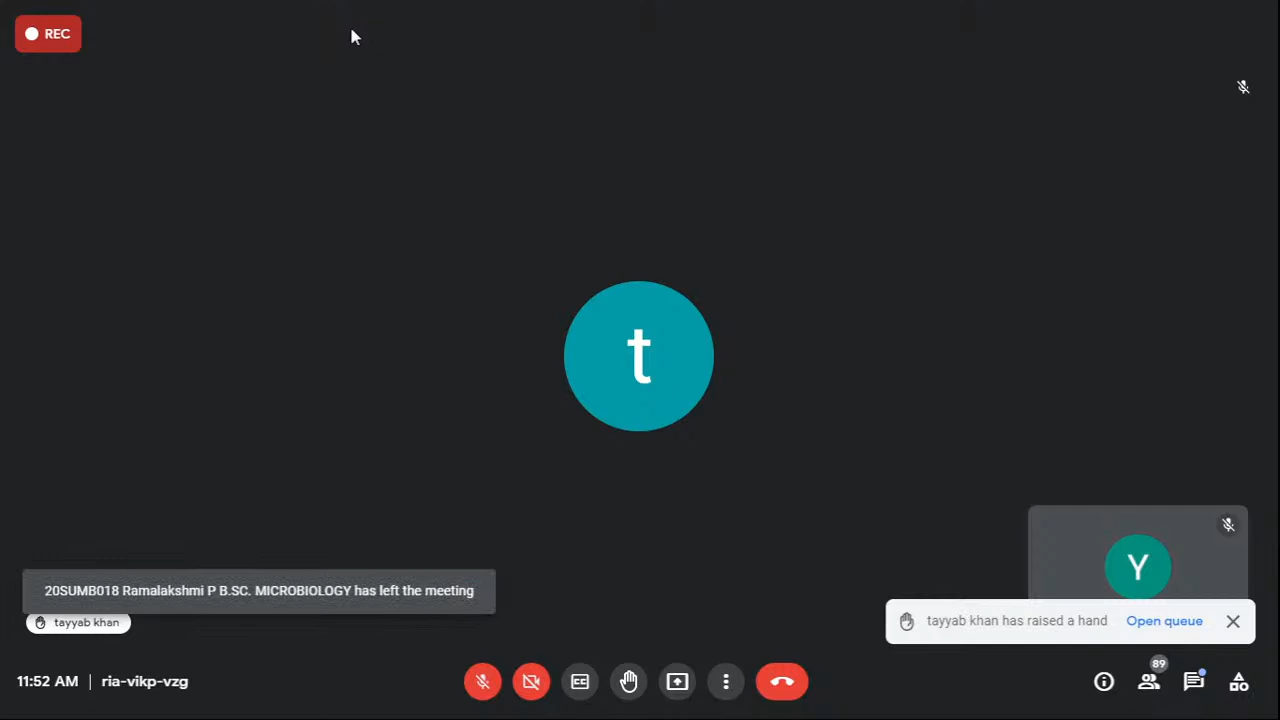 REC
t
Y
20SUMB018 Ramalakshmi P B.SC. MICROBIOLOGY has left the meeting
tayyab khan
tayyab khan has raised a hand Open queue
11:52 AM | ria-vikp-vzg
CC
89